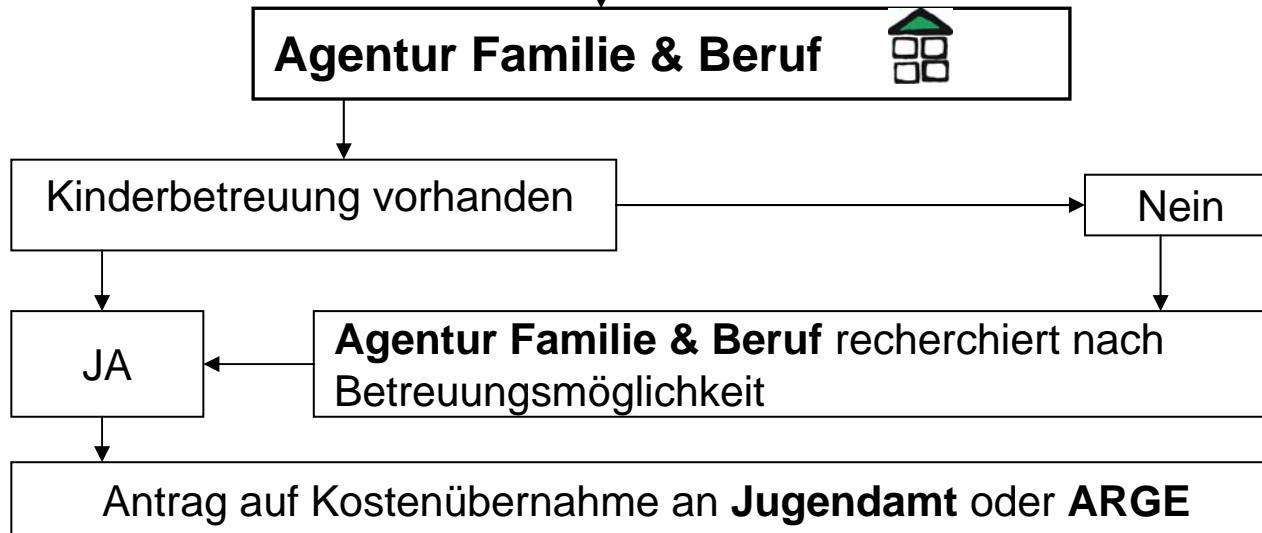 Agentur Familie & Beruf
Kinderbetreuung vorhanden
Nein
JA
Agentur Familie & Beruf recherchiert nach
Betreuungsmöglichkeit
Antrag auf Kostenübernahme an Jugendamt oder ARGE